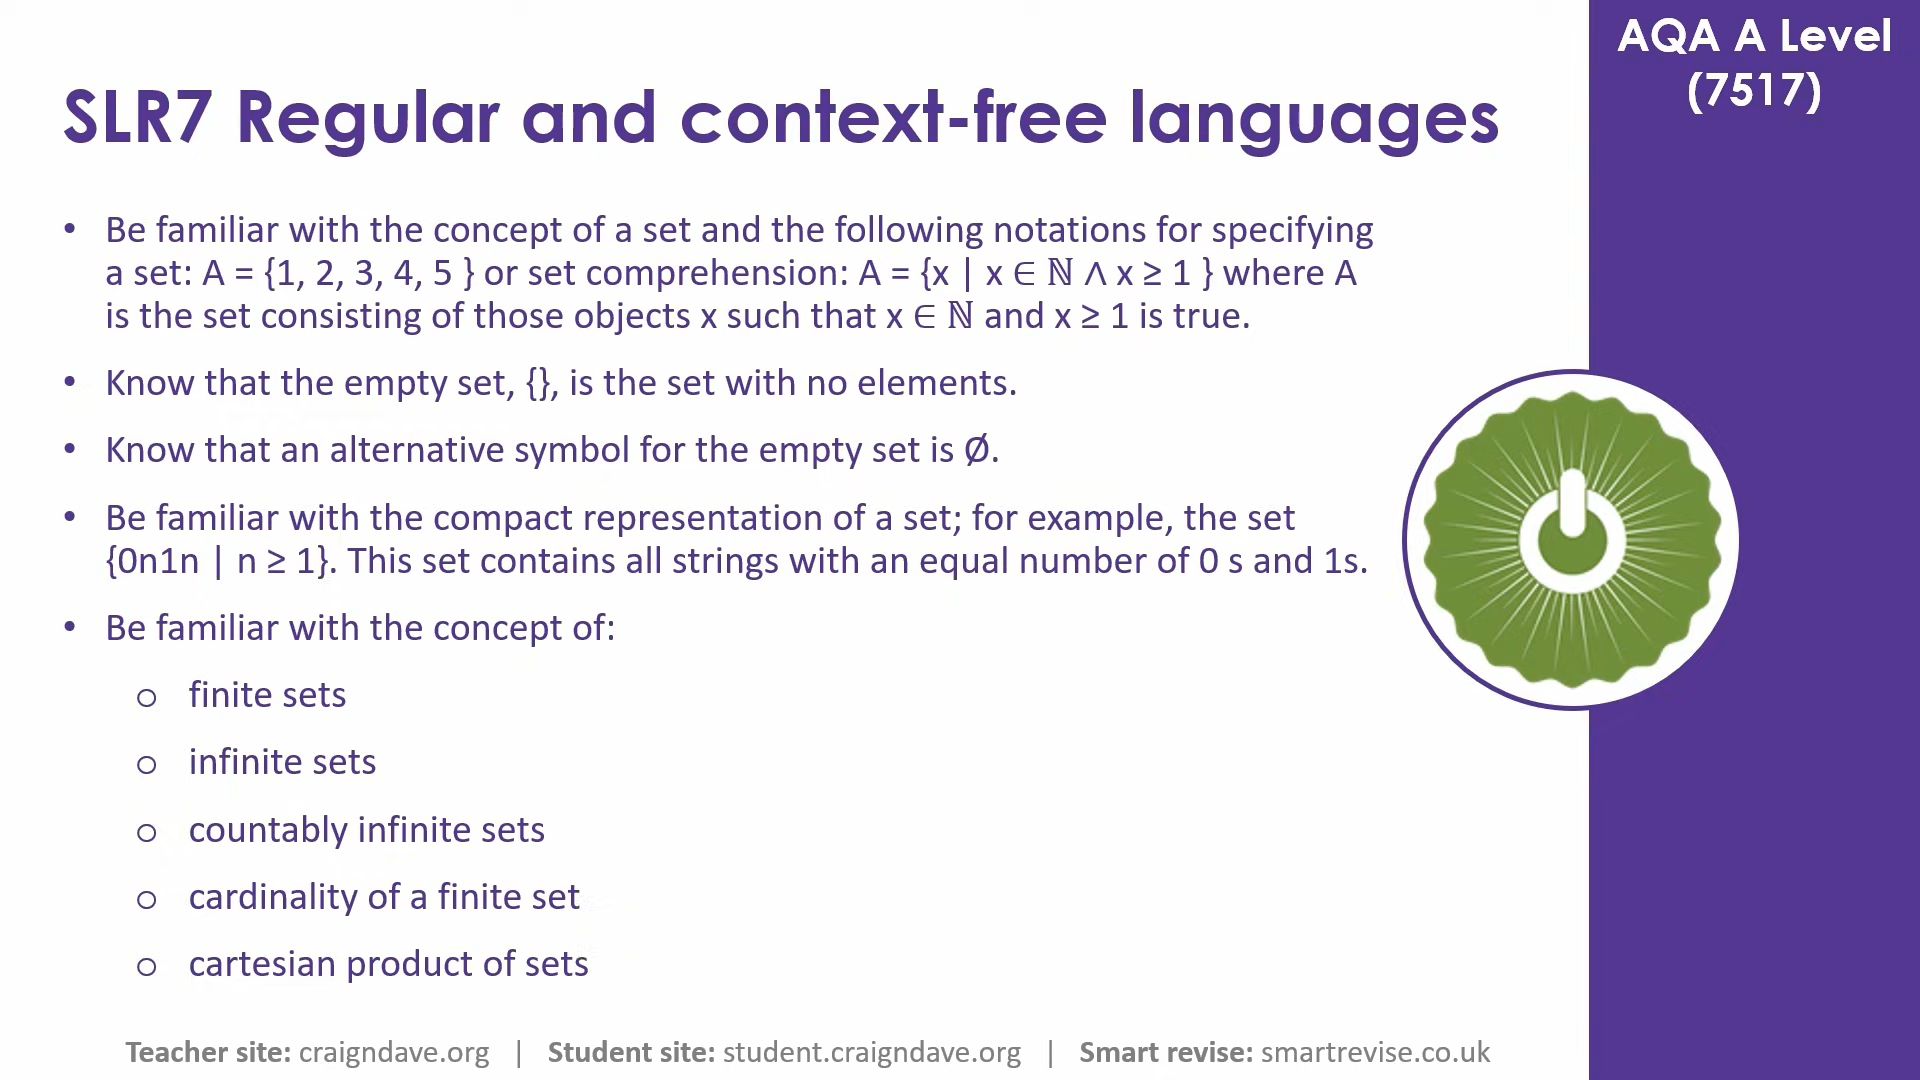 AQA A Level
(7517)
SLR7 Regular and context-free languages
• Be familiar with the concept of a set and the following notations for specifying
a set: A = {1, 2, 3, 4, 5 } or set comprehension: A = {x | x ∈ ℕ ∧ x ≥ 1 } where A
is the set consisting of those objects x such that x ∈ ℕ and x ≥ 1 is true.
• Know that the empty set, {}, is the set with no elements.
• Know that an alternative symbol for the empty set is Ø.
• Be familiar with the compact representation of a set; for example, the set
{0n1n | n ≥ 1}. This set contains all strings with an equal number of 0 s and 1s.
• Be familiar with the concept of:
o finite sets
o infinite sets
o countably infinite sets
o cardinality of a finite set
o cartesian product of sets
Teacher site: craigndave.org | Student site: student.craigndave.org | Smart revise: smartrevise.co.uk